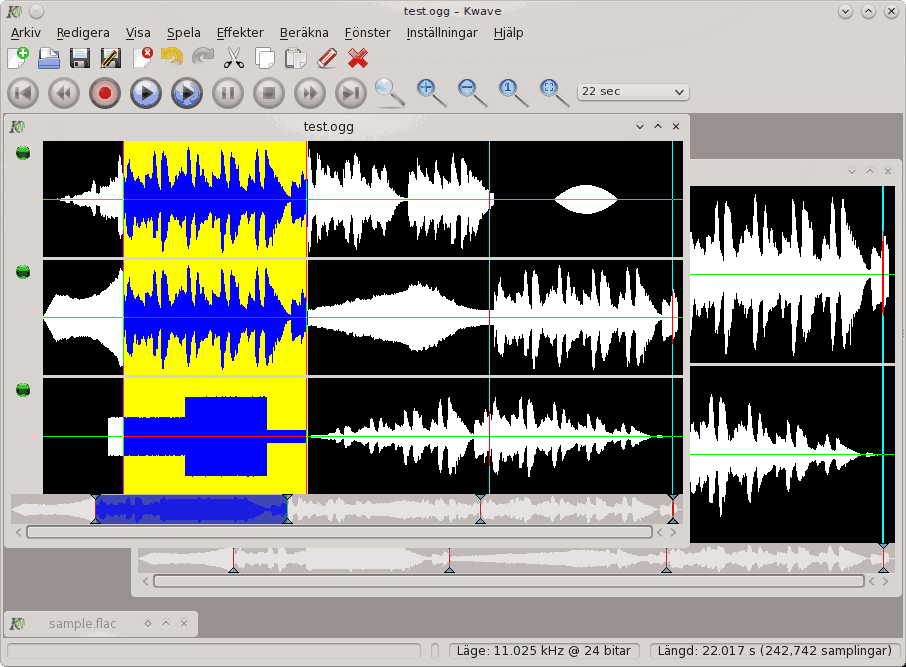 test.ogg – Kwave
Arkiv Redigera Visa Spela Effekter Beräkna Fönster Inställningar Hjälp
1 22 sec
test.ogg
sample.flac
Läge: 11.025 kHz @ 24 bitar Längd: 22.017 s (242,742 samplingar)